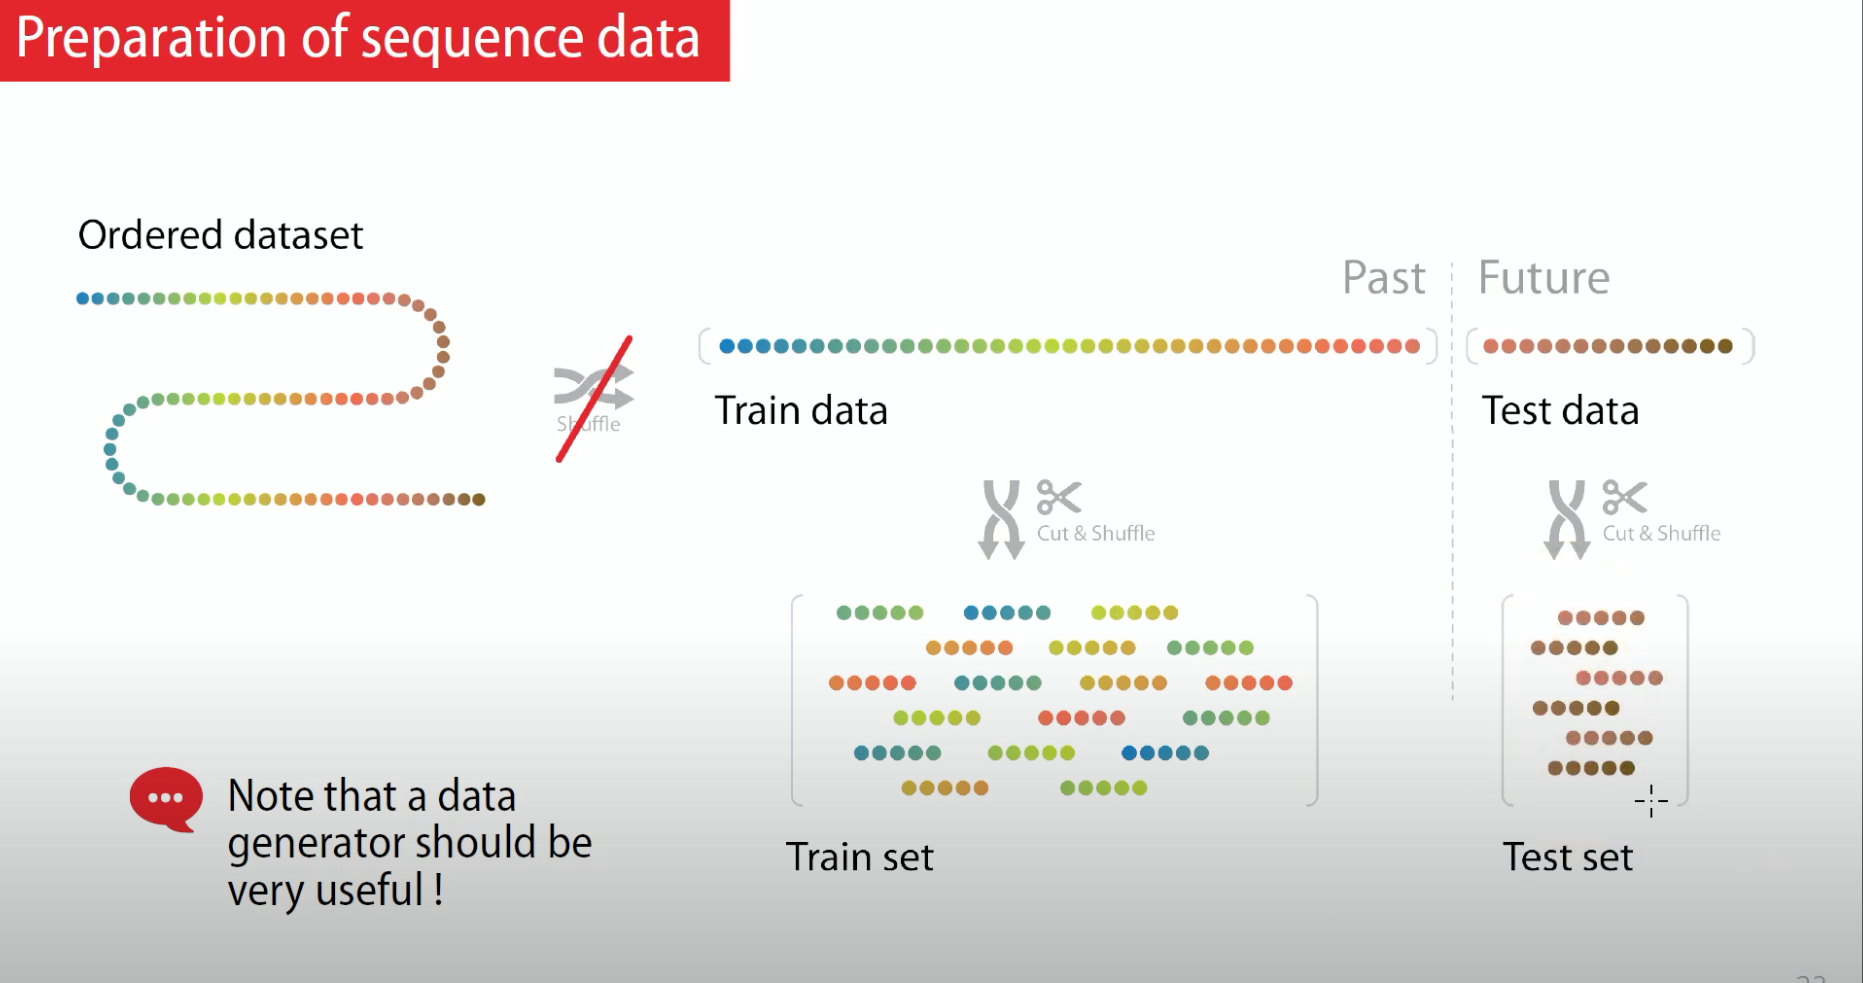 Preparation of sequence data
Ordered dataset
Shuffle
Past
Future
Train data
Test data
Cut & Shuffle
Cut & Shuffle
Note that a data
generator should be
very useful !
Train set
Test set